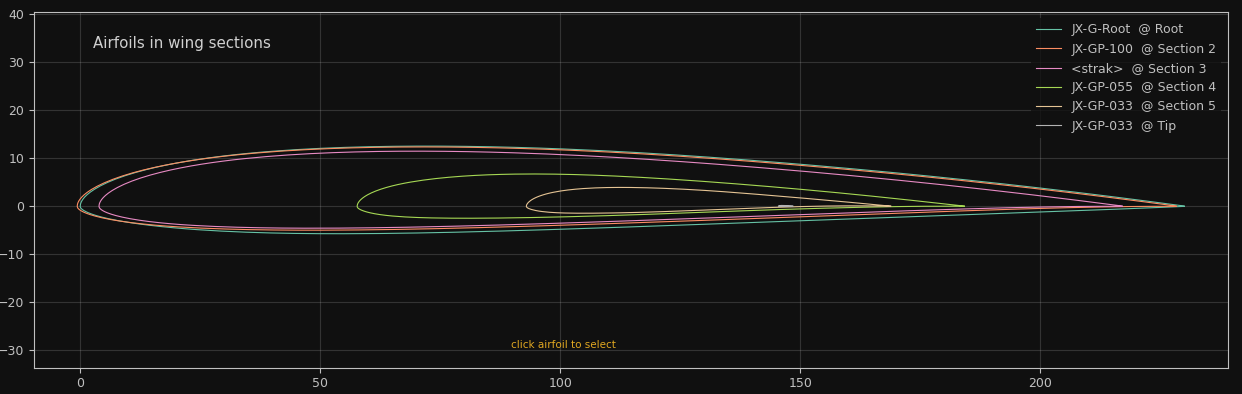 40
30
20
10
0
−10
−20
−30
Airfoils in wing sections
JX-G-Root @ Root
JX-GP-100 @ Section 2
<strak> @ Section 3
JX-GP-055 @ Section 4
JX-GP-033 @ Section 5
JX-GP-033 @ Tip
click airfoil to select
0 50 100 150 200